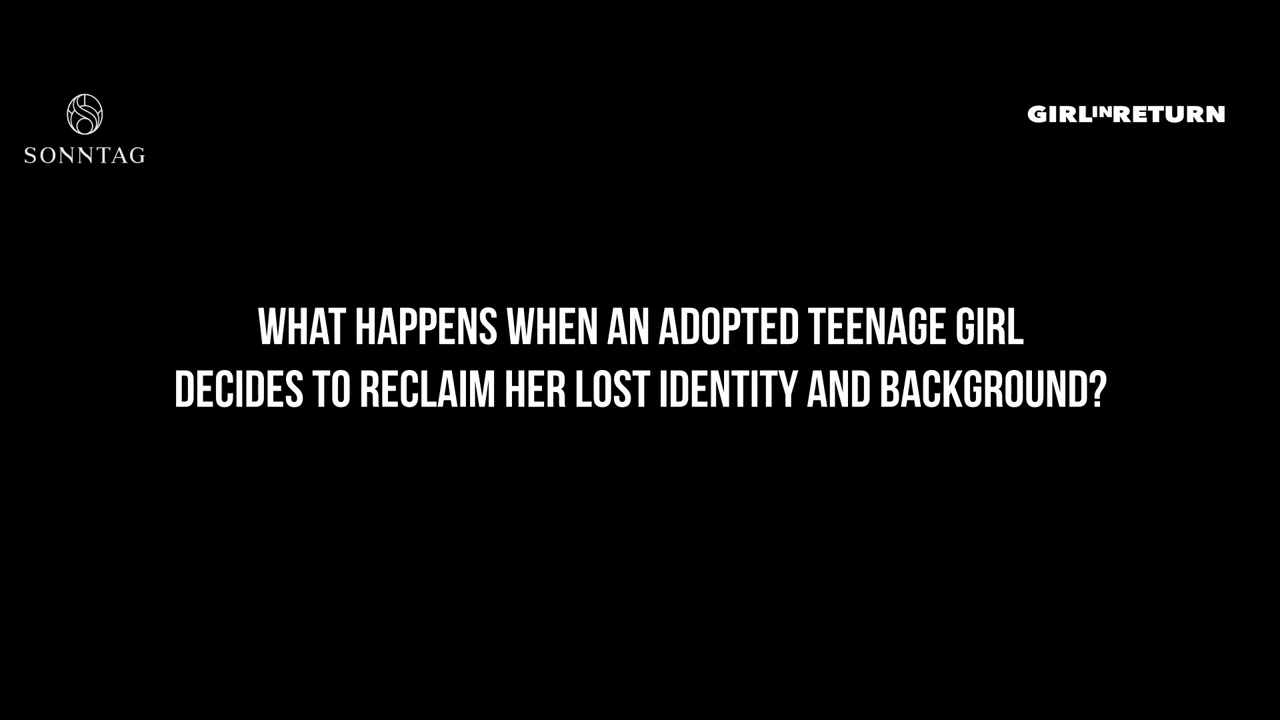 SONNTAG
GIRLINRETURN
WHAT HAPPENS WHEN AN ADOPTED TEENAGE GIRL
DECIDES TO RECLAIM HER LOST IDENTITY AND BACKGROUND?